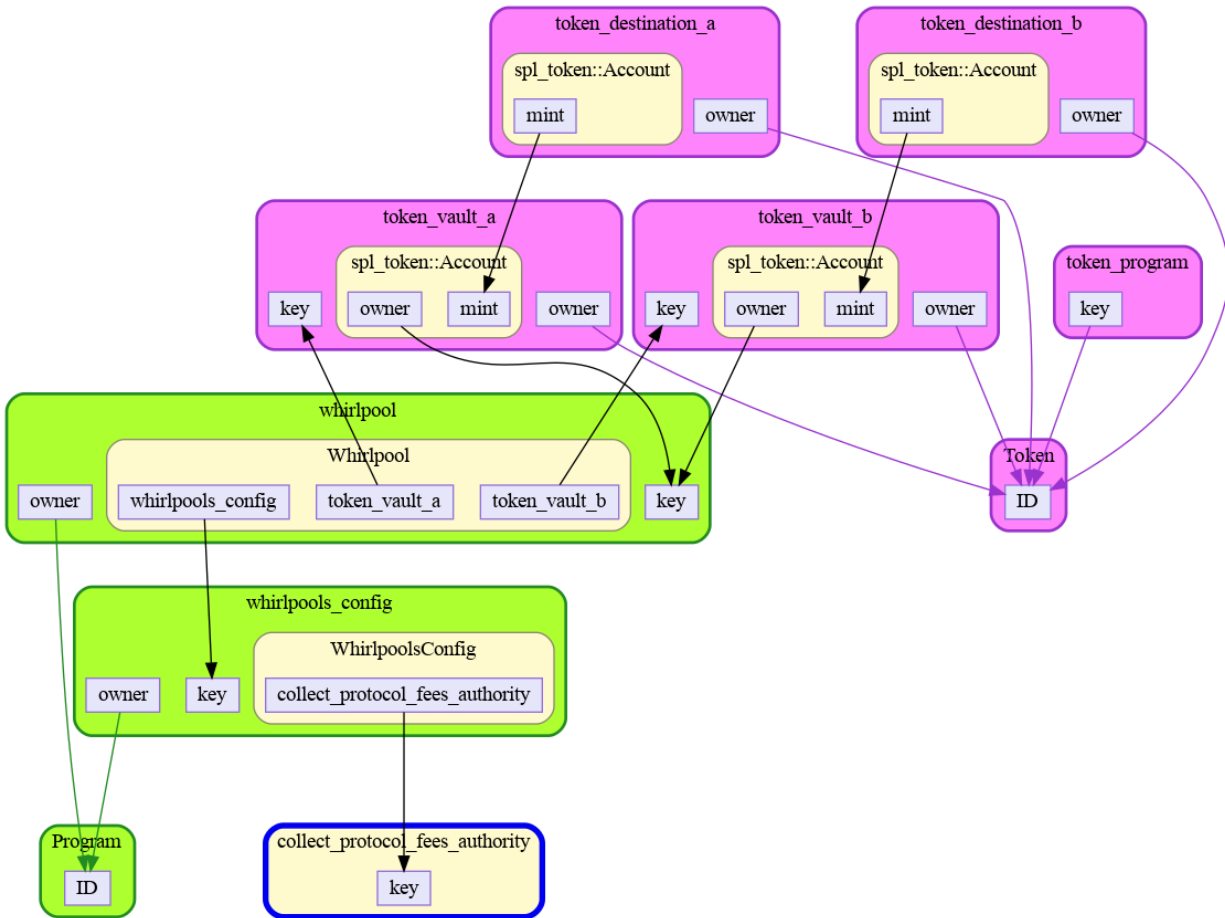 token_destination_a
token_destination_b
spl_token::Account
spl_token::Account
mint
owner
mint
owner
token_vault_a
token_vault_b
spl_token::Account
spl_token::Account
token_program
key
owner
mint
owner
key
owner
mint
owner
key
whirlpool
Whirlpool
Token
owner
whirlpools_config
token_vault_a
token_vault_b
key
ID
whirlpools_config
WhirlpoolsConfig
owner
key
collect_protocol_fees_authority
Program
collect_protocol_fees_authority
ID
key